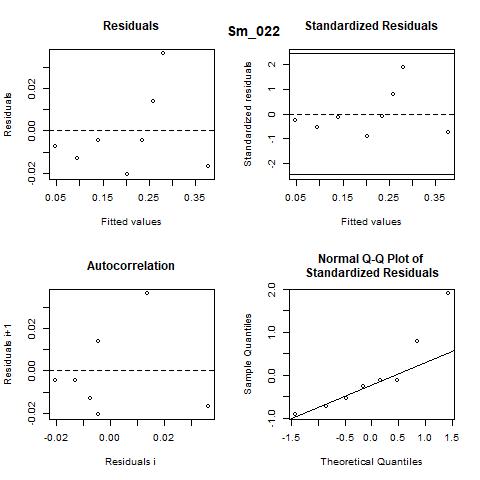 Sm_022
Residuals
Residuals
-0.02
0.00
0.02
0.05
0.15
0.25
0.35
Fitted values
Standardized Residuals
Standardized residuals
-2
-1
0
1
2
0.05
0.15
0.25
0.35
Fitted values
Autocorrelation
Residuals i+1
-0.02
0.00
0.02
-0.02
0.00
0.02
Residuals i
Normal Q-Q Plot of
Standardized Residuals
Sample Quantiles
-1.0
0.0
1.0
2.0
-1.5
-0.5
0.0
0.5
1.0
1.5
Theoretical Quantiles